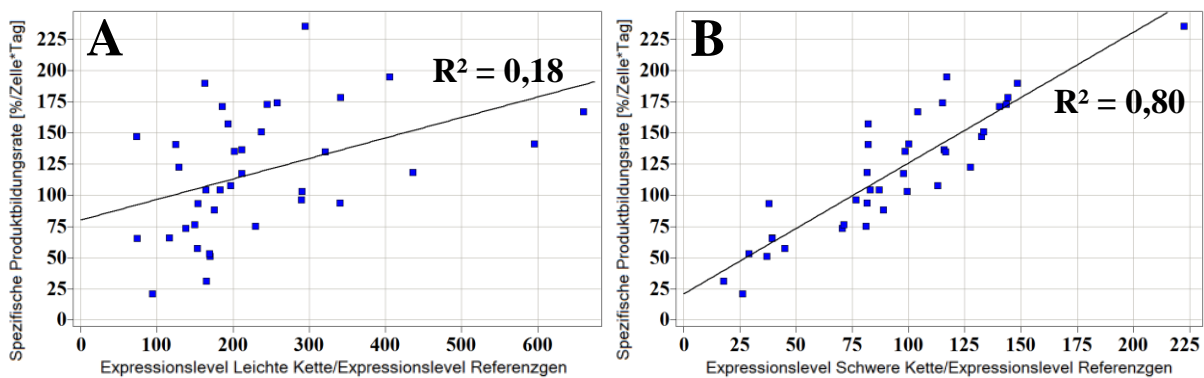 A
R² = 0,18
Spezifische Produktbildungsrate [%/Zelle*Tag]
225
200
175
150
125
100
75
50
25
0
0 100 200 300 400 500 600
Expressionslevel Leichte Kette/Expressionslevel Referenzgen
B
R² = 0,80
Spezifische Produktbildungsrate [%/Zelle*Tag]
225
200
175
150
125
100
75
50
25
0
0 25 50 75 100 125 150 175 200 225
Expressionslevel Schwere Kette/Expressionslevel Referenzgen